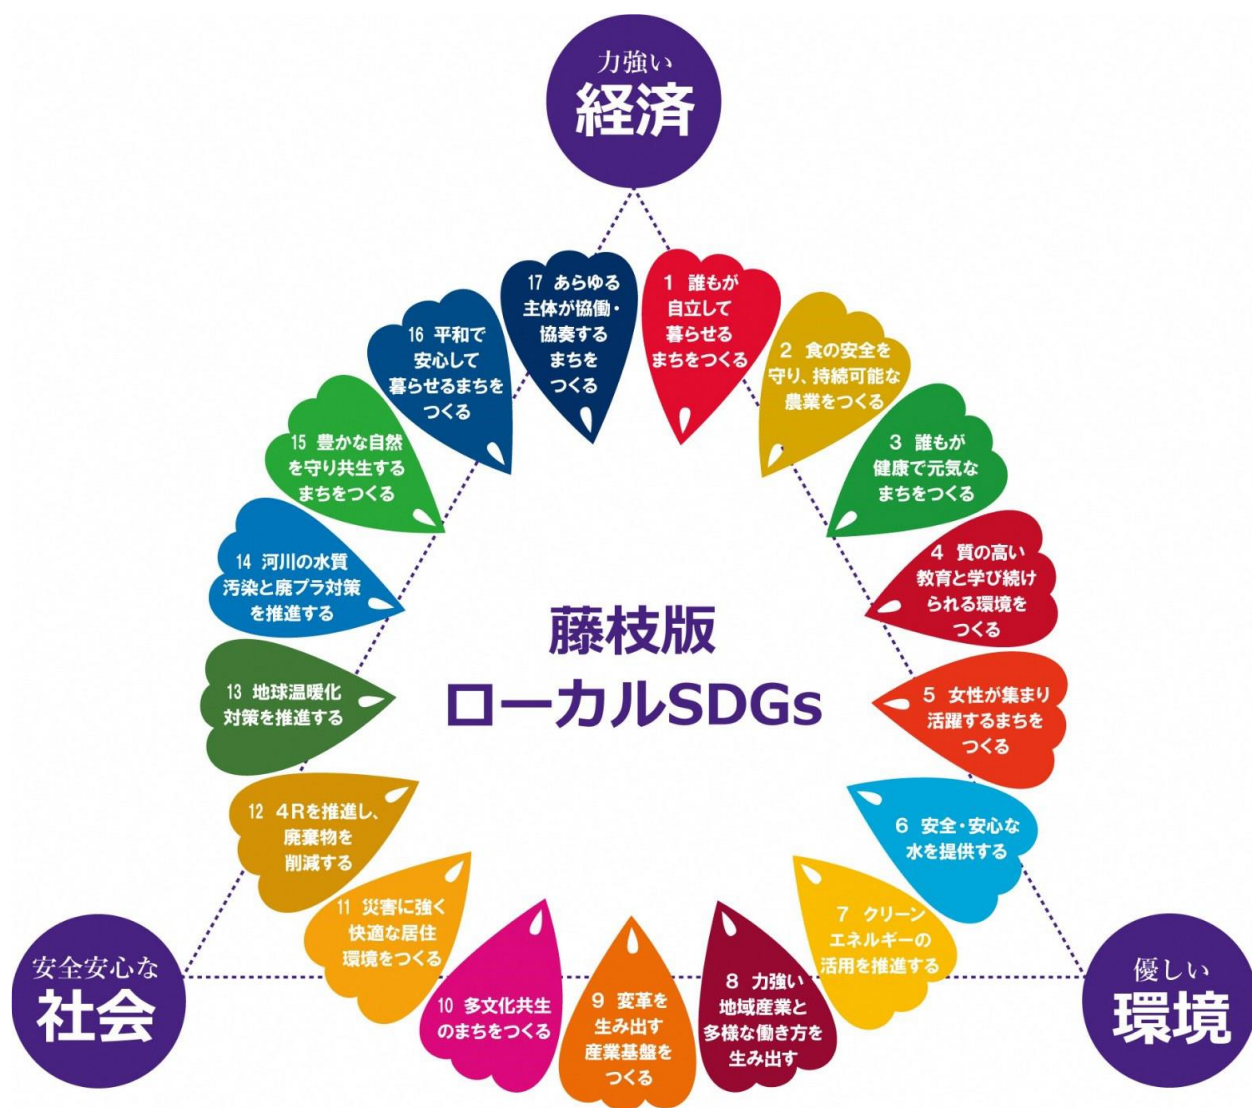 力強い
経済
17 あらゆる
主体が協働・
協奏する
まちを
つくる
1 誰もが
自立して
暮らせる
まちをつくる
2 食の安全を
守り、持続可能な
農業をつくる
3 誰もが
健康で元気な
まちをつくる
4 質の高い
教育と学び続け
られる環境を
つくる
5 女性が集まり
活躍するまちを
つくる
6 安全・安心な
水を提供する
7 クリーン
エネルギーの
活用を推進する
8 力強い
地域産業と
多様な働き方を
生み出す
9 変革を
生み出す
産業基盤を
つくる
10 多文化共生
のまちをつくる
11 災害に強く
快適な居住
環境をつくる
12 4Rを推進し、
廃棄物を
削減する
13 地球温暖化
対策を推進する
14 河川の水質
汚染と廃プラ対策
を推進する
15 豊かな自然
を守り共生する
まちをつくる
16 平和で
安心して
暮らせるまちを
つくる
藤枝版
ローカルSDGs
安全安心な
社会
優しい
環境